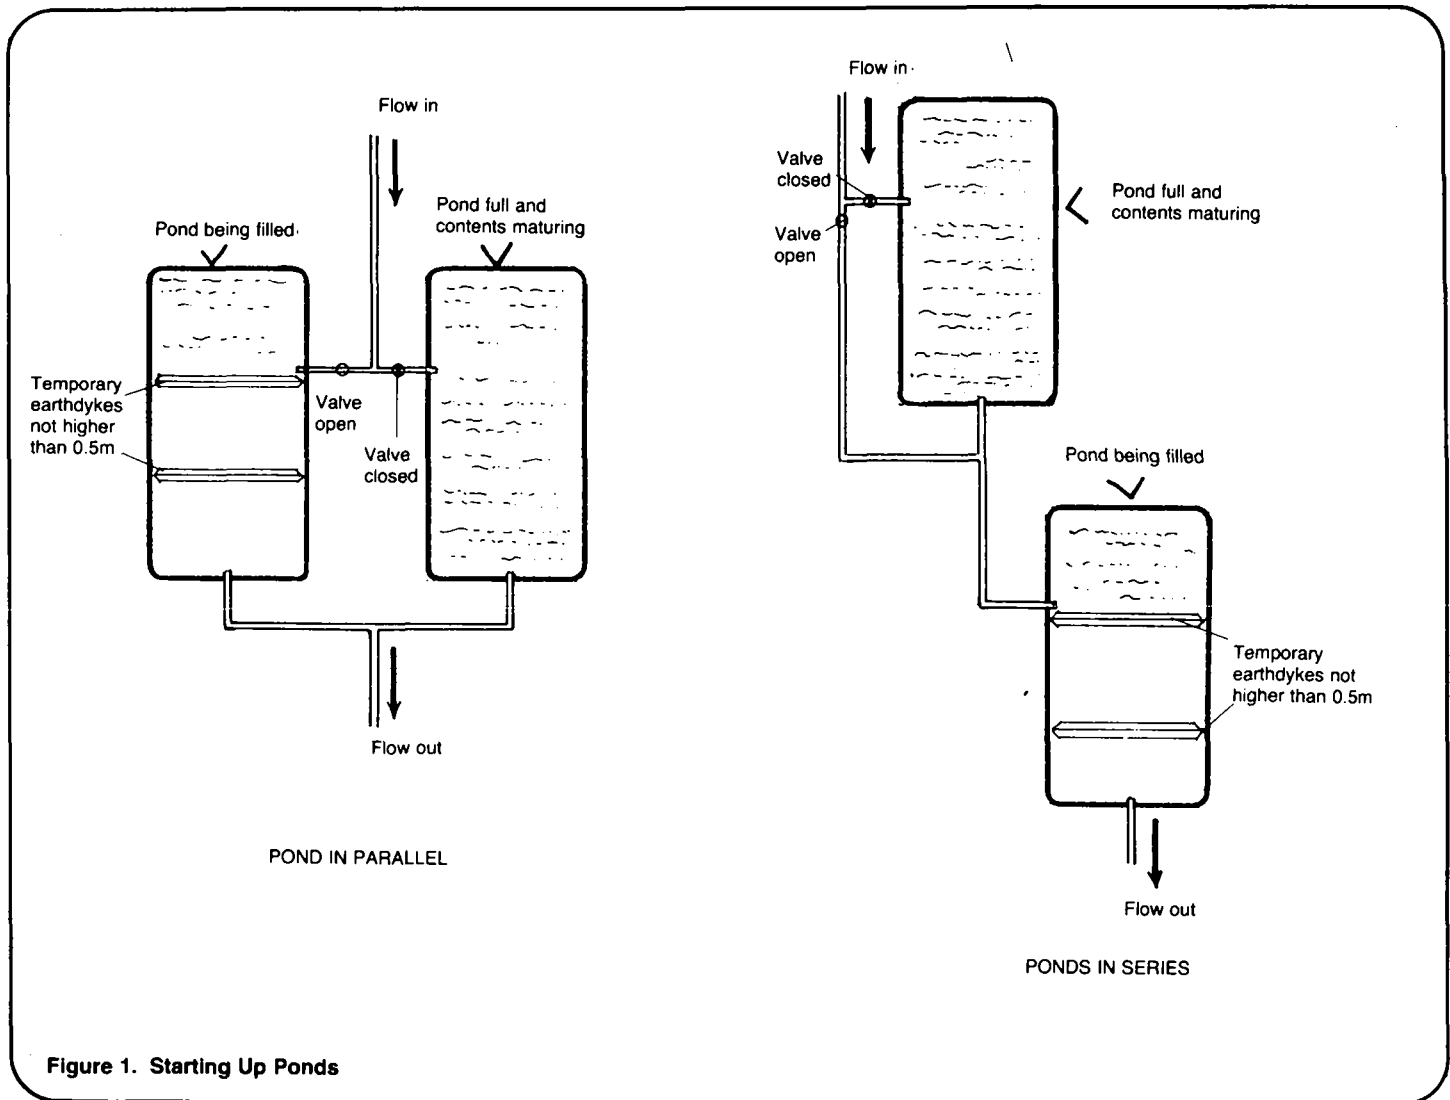 Flow in
Pond being filled
Pond full and
contents maturing
Temporary
earthdykes
not higher
than 0.5m
Valve
open
Valve
closed
Flow out
POND IN PARALLEL
Flow in
Valve
closed
Valve
open
Pond full and
contents maturing
Pond being filled
Temporary
earthdykes not
higher than 0.5m
Flow out
PONDS IN SERIES
Figure 1. Starting Up Ponds